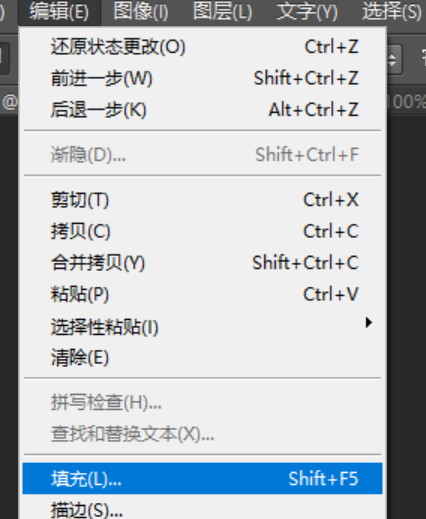 ) 编辑(E) 图像(I) 图层(L) 文字(Y) 选择(S)
还原状态更改(O) Ctrl+Z
前进一步(W) Shift+Ctrl+Z
后退一步(K) Alt+Ctrl+Z
@ 100%
渐隐(D)... Shift+Ctrl+F
剪切(T) Ctrl+X
拷贝(C) Ctrl+C
合并拷贝(Y) Shift+Ctrl+C
粘贴(P) Ctrl+V
选择性粘贴(I)
清除(E)
拼写检查(H)...
查找和替换文本(X)...
填充(L)... Shift+F5
描边(S)...